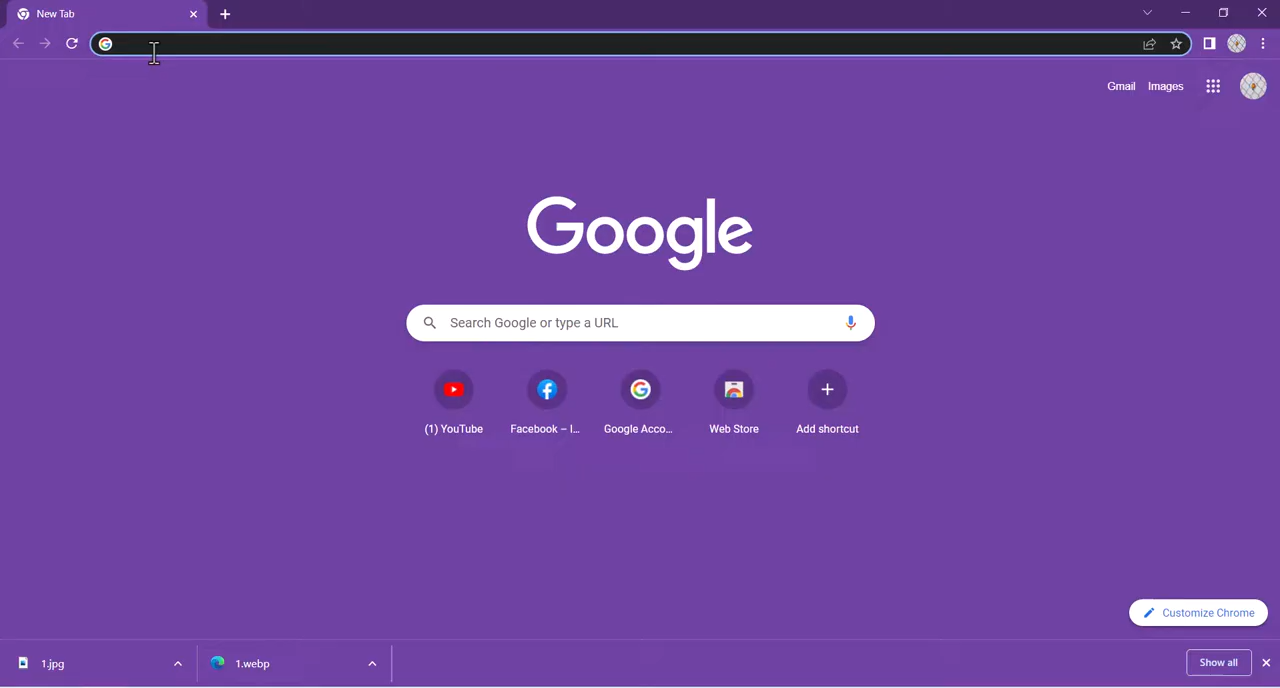 New Tab
Gmail Images
Google
Search Google or type a URL
(1) YouTube
Facebook – I...
Google Acco...
Web Store
Add shortcut
Customize Chrome
1.jpg
1.webp
Show all